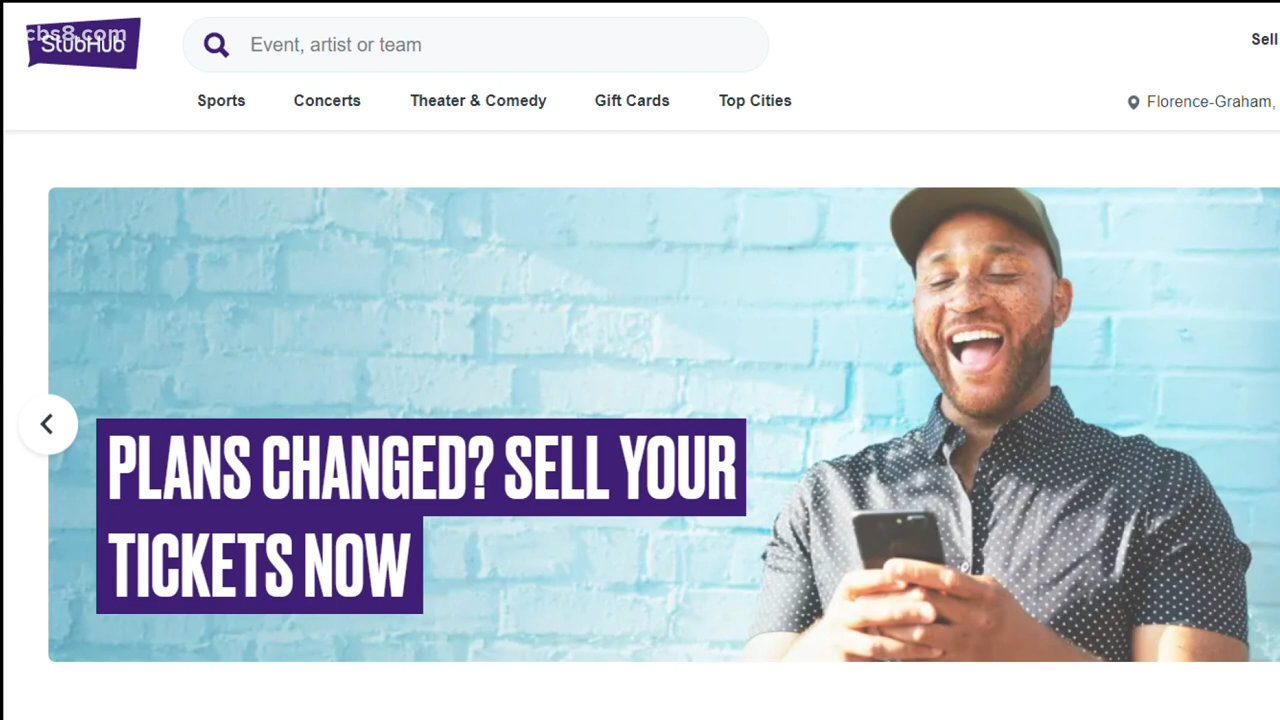 cbs8.com
StubHub
Event, artist or team
Sell
Sports
Concerts
Theater & Comedy
Gift Cards
Top Cities
Florence-Graham,
PLANS CHANGED? SELL YOUR
TICKETS NOW